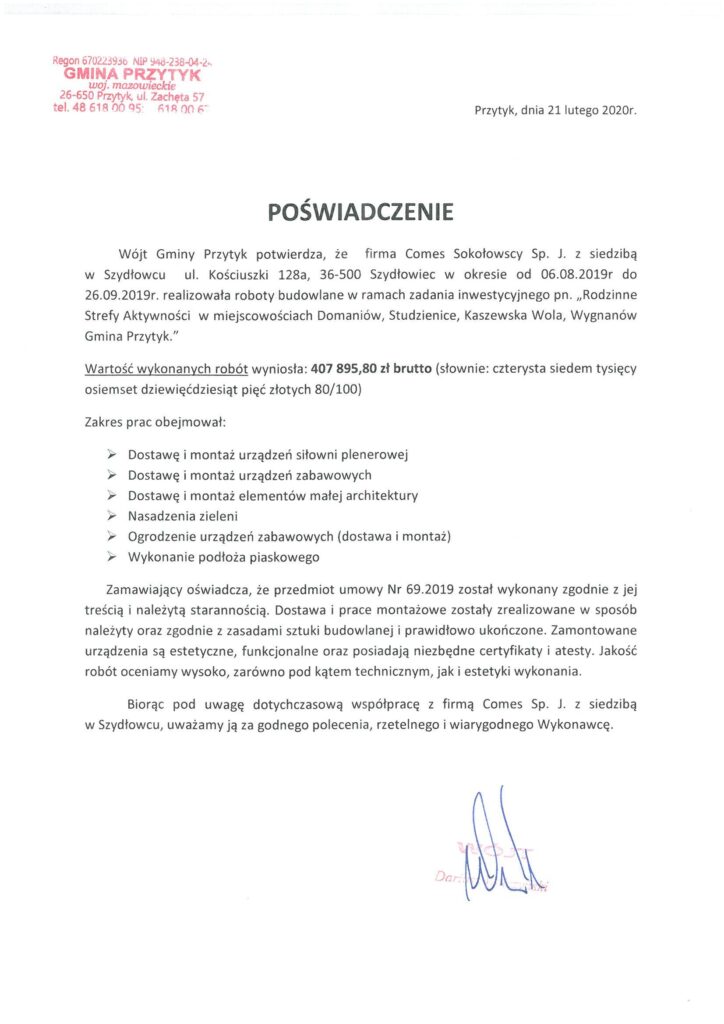 Regon 670223936 NIP 948-238-04-2
GMINA PRZYTYK
woj. mazowieckie
26-650 Przytyk, ul. Zachęta 57
tel. 48 618 00 95; 618 00 6
Przytyk, dnia 21 lutego 2020r.
POŚWIADCZENIE
Wójt Gminy Przytyk potwierdza, że firma Comes Sokołowscy Sp. J. z siedzibą
w Szydłowcu ul. Kościuszki 128a, 36-500 Szydłowiec w okresie od 06.08.2019r do
26.09.2019r. realizowała roboty budowlane w ramach zadania inwestycyjnego pn. „Rodzinne
Strefy Aktywności w miejscowościach Domaniów, Studzienice, Kaszewska Wola, Wygnanów
Gmina Przytyk."
Wartość wykonanych robót wyniosła: 407 895,80 zł brutto (słownie: czterysta siedem tysięcy
osiemset dziewięćdziesiąt pięć złotych 80/100)
Zakres prac obejmował:
➢ Dostawę i montaż urządzeń siłowni plenerowej
➢ Dostawę i montaż urządzeń zabawowych
➢ Dostawę i montaż elementów małej architektury
➢ Nasadzenia zieleni
➢ Ogrodzenie urządzeń zabawowych (dostawa i montaż)
➢ Wykonanie podłoża piaskowego
Zamawiający oświadcza, że przedmiot umowy Nr 69.2019 został wykonany zgodnie z jej
treścią i należytą starannością. Dostawa i prace montażowe zostały zrealizowane w sposób
należyty oraz zgodnie z zasadami sztuki budowlanej i prawidłowo ukończone. Zamontowane
urządzenia są estetyczne, funkcjonalne oraz posiadają niezbędne certyfikaty i atesty. Jakość
robót oceniamy wysoko, zarówno pod kątem technicznym, jak i estetyki wykonania.
Biorąc pod uwagę dotychczasową współpracę z firmą Comes Sp. J. z siedzibą
w Szydłowcu, uważamy ją za godnego polecenia, rzetelnego i wiarygodnego Wykonawcę.
WÓJT